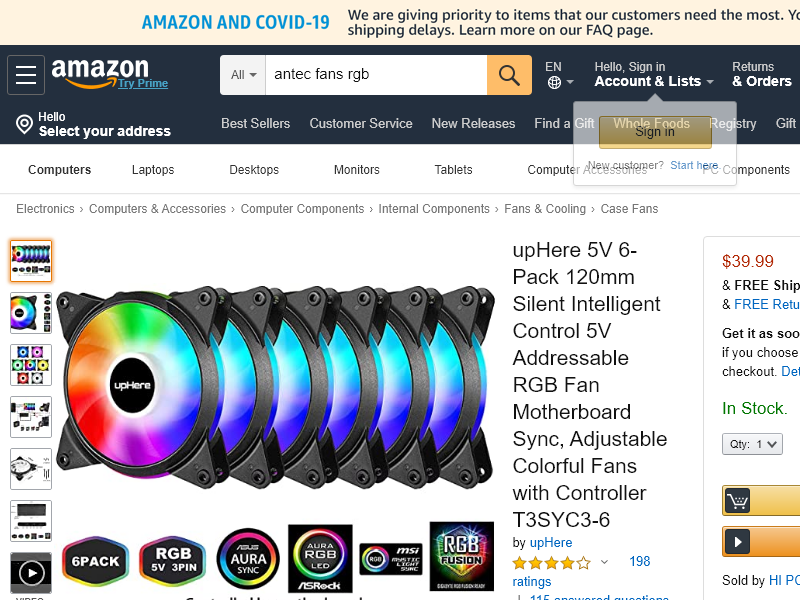 AMAZON AND COVID-19
We are giving priority to items that our customers need the most. Yo
shipping delays. Learn more on our FAQ page.
amazon
Try Prime
All
antec fans rgb
EN
Hello, Sign in
Account & Lists
Returns
& Orders
Hello
Select your address
Best Sellers
Customer Service
New Releases
Find a Gift
Whole Foods
Registry
Gift
Sign in
New customer? Start here.
Computers
Laptops
Desktops
Monitors
Tablets
Computer Accessories
PC Components
Electronics › Computers & Accessories › Computer Components › Internal Components › Fans & Cooling › Case Fans
upHere 5V 6-
Pack 120mm
Silent Intelligent
Control 5V
Addressable
RGB Fan
Motherboard
Sync, Adjustable
Colorful Fans
with Controller
T3SYC3-6
by upHere
198
ratings
115 answered questions
$39.99
& FREE Ship
& FREE Retu
Get it as soo
if you choose
checkout. Det
In Stock.
Qty: 1
Sold by HI PC
upHere
6PACK
RGB
5V 3PIN
ASUS
AURA
SYNC
AURA
RGB
LED
ASRock
RGB
msi
MYSTIC
LIGHT
SYNC
RGB
FUSION
VIDEO